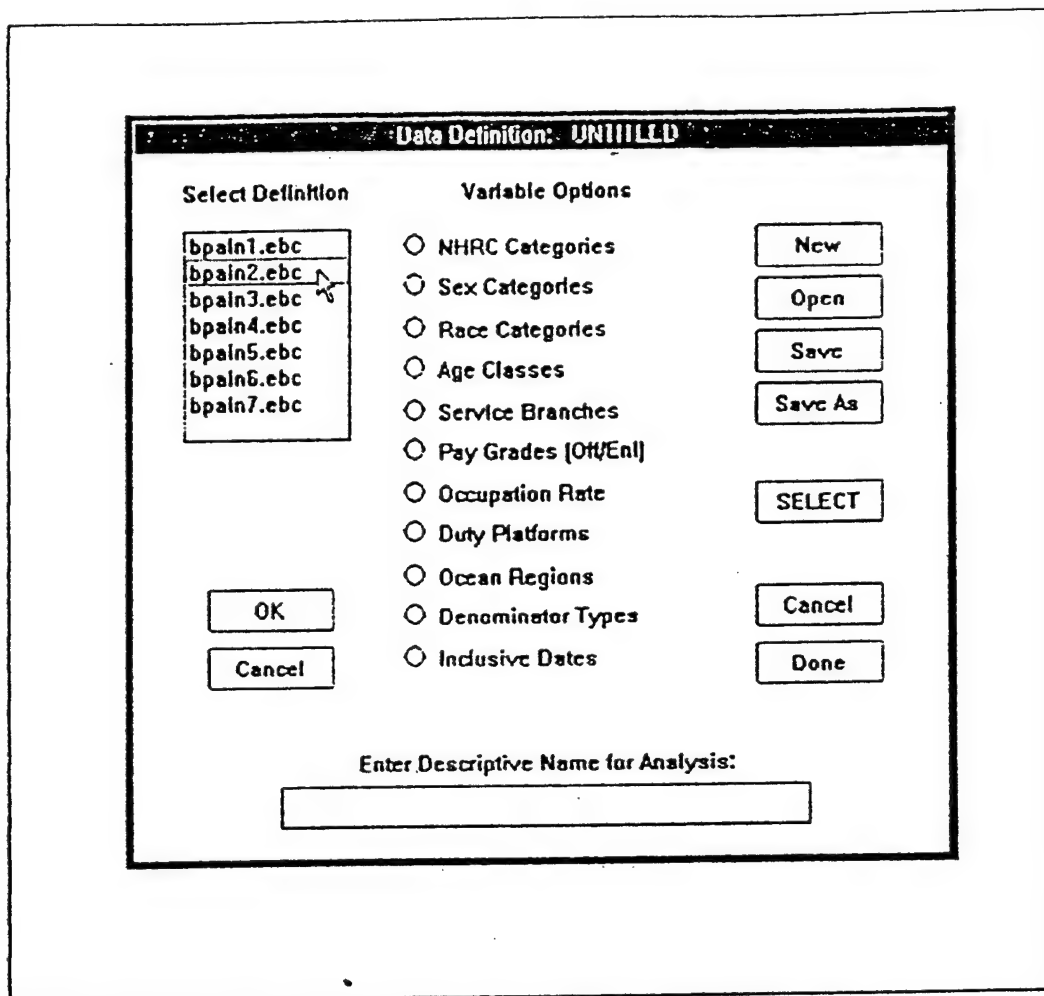 Data Definition: UNTITLED
Select Definition
bpain1.ebc
bpain2.ebc
bpain3.ebc
bpain4.ebc
bpain5.ebc
bpain6.ebc
bpain7.ebc
OK
Cancel
Variable Options
NHRC Categories
Sex Categories
Race Categories
Age Classes
Service Branches
Pay Grades [Off/Enl]
Occupation Rate
Duty Platforms
Ocean Regions
Denominator Types
Inclusive Dates
New
Open
Save
Save As
SELECT
Cancel
Done
Enter Descriptive Name for Analysis: